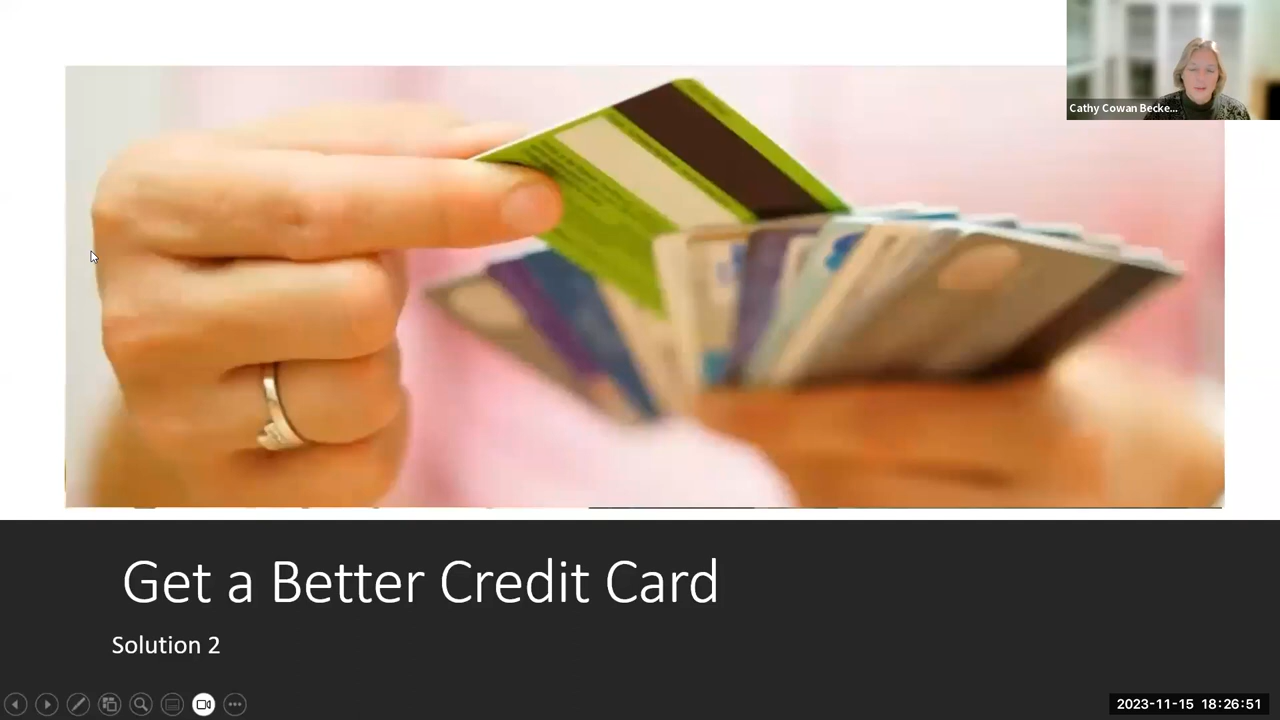 Cathy Cowan Becke...
Get a Better Credit Card
Solution 2
2023-11-15 18:26:51